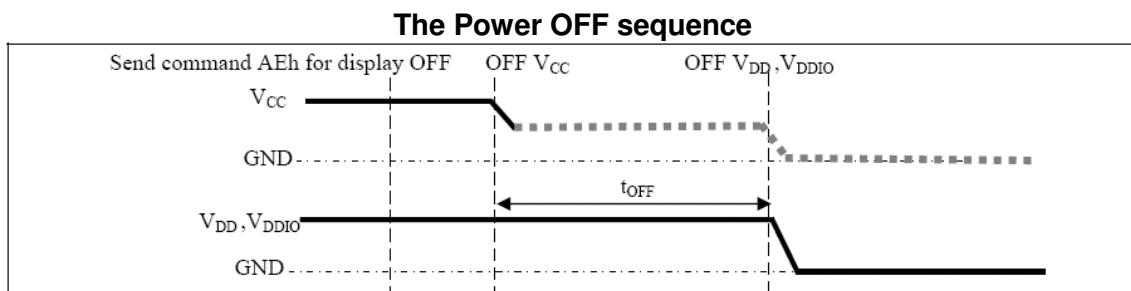 The Power OFF sequence
Send command AEh for display OFF OFF VCC OFF VDD ,VDDIO
VCC
GND
tOFF
VDD ,VDDIO
GND